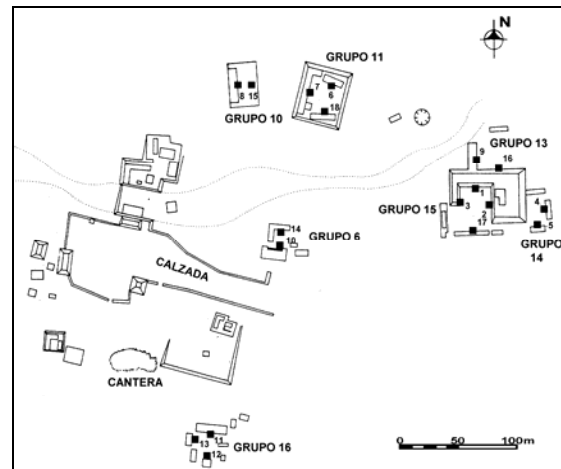 N
GRUPO 11
7
6
8 15
18
GRUPO 10
GRUPO 13
9
16
1
3
2
4
GRUPO 15
17
5
GRUPO
14
14
GRUPO 6
10
CALZADA
CANTERA
13
11
GRUPO 16
12
0 50 100m